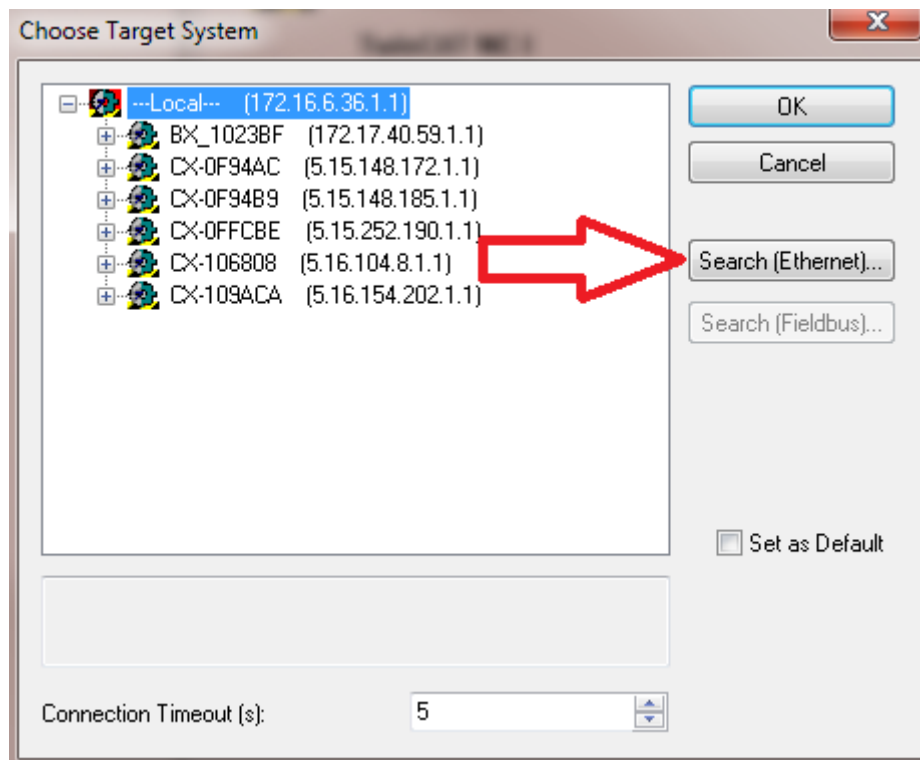 Choose Target System
---Local--- (172.16.6.36.1.1)
BX_1023BF (172.17.40.59.1.1)
CX-0F94AC (5.15.148.172.1.1)
CX-0F94B9 (5.15.148.185.1.1)
CX-0FFCBE (5.15.252.190.1.1)
CX-106808 (5.16.104.8.1.1)
CX-109ACA (5.16.154.202.1.1)
OK
Cancel
Search (Ethernet)...
Search (Fieldbus)...
Set as Default
Connection Timeout (s):
5